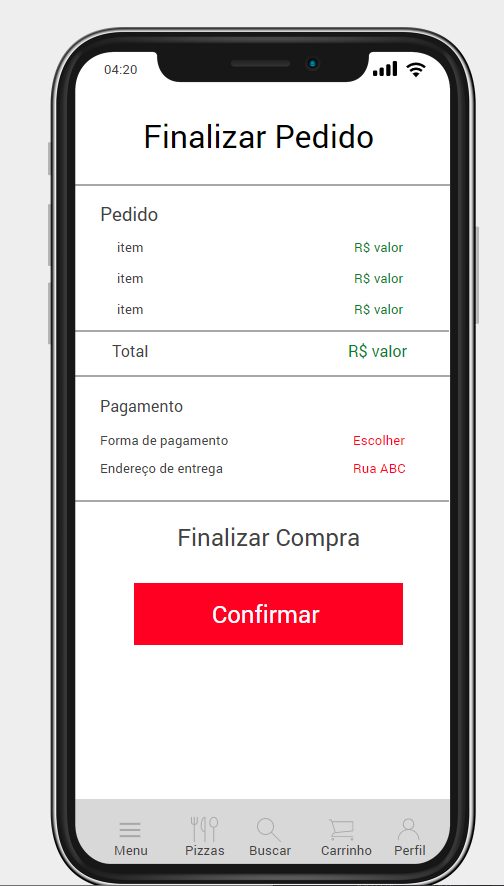 04:20
Finalizar Pedido
Pedido
item R$ valor
item R$ valor
item R$ valor
Total R$ valor
Pagamento
Forma de pagamento Escolher
Endereço de entrega Rua ABC
Finalizar Compra
Confirmar
Menu Pizzas Buscar Carrinho Perfil